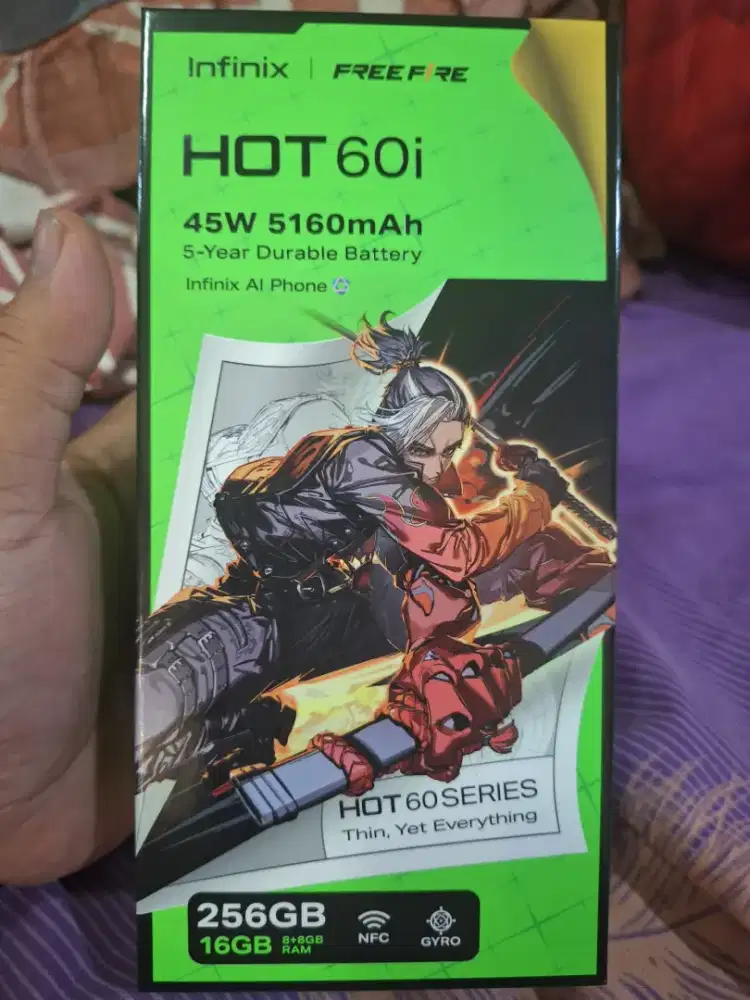 Infinix | FREE FIRE
HOT 60i
45W 5160mAh
5-Year Durable Battery
Infinix AI Phone
HOT 60 SERIES
Thin, Yet Everything
256GB
16GB 8+8GB RAM
NFC
GYRO